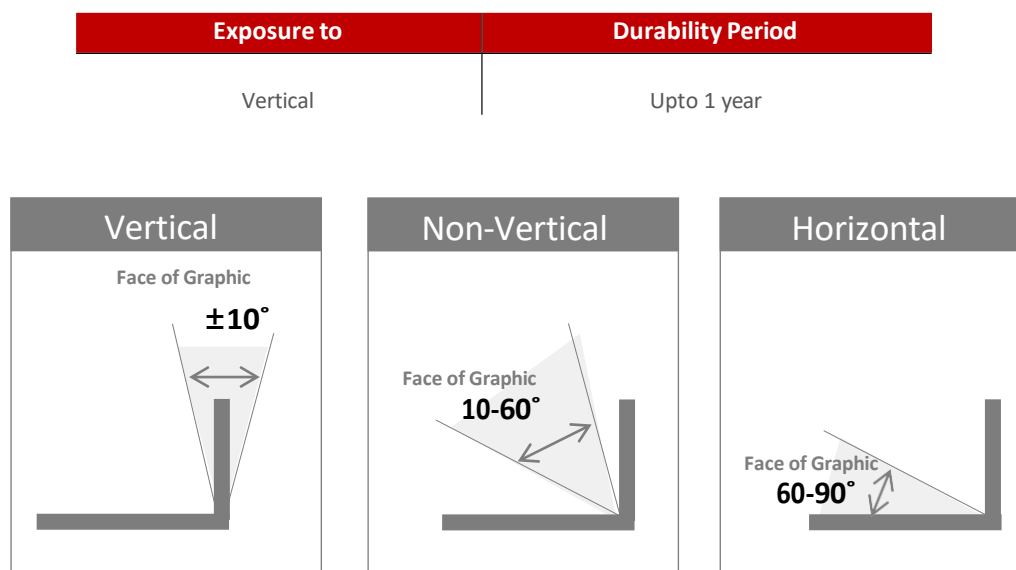 Exposure to Durability Period
Vertical Upto 1 year
Vertical
Face of Graphic
±10°
Non-Vertical
Face of Graphic
10-60°
Horizontal
Face of Graphic
60-90°